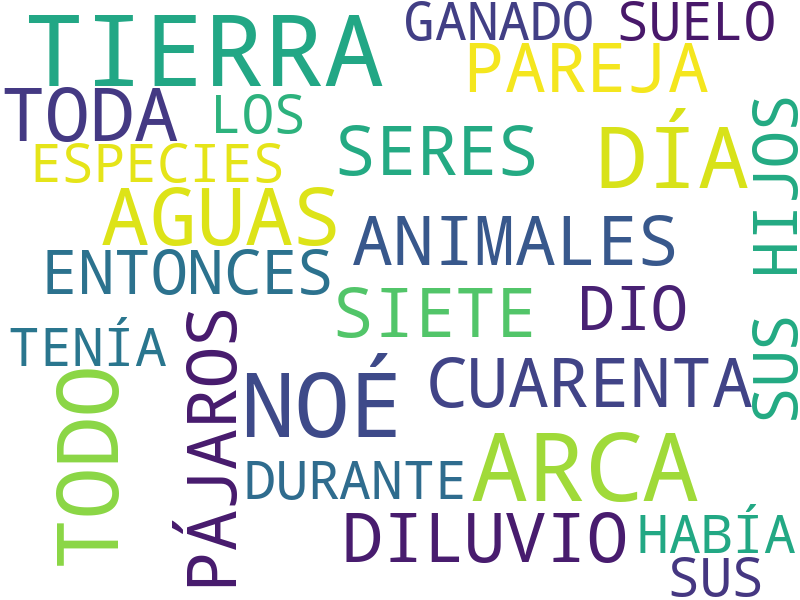 GANADO SUELO
TIERRA
PAREJA
TODA
LOS
SERES
DÍA
HIJOS
ESPECIES
AGUAS
ANIMALES
ENTONCES
SIETE
DIO
TENÍA
PÁJAROS
SUS
NOÉ
CUARENTA
TODO
ARCA
DURANTE
DILUVIO
HABÍA
SUS